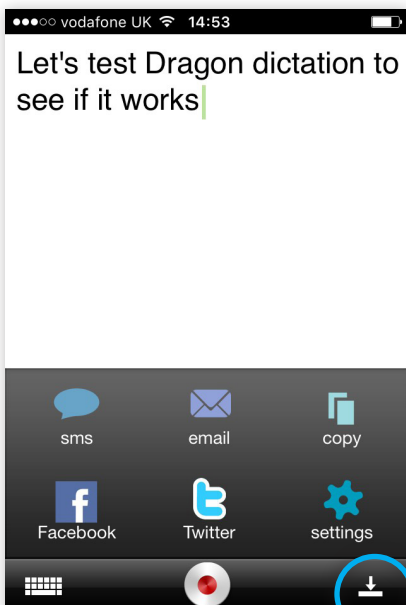 vodafone UK 14:53
Let's test Dragon dictation to
see if it works
sms email copy
Facebook Twitter settings